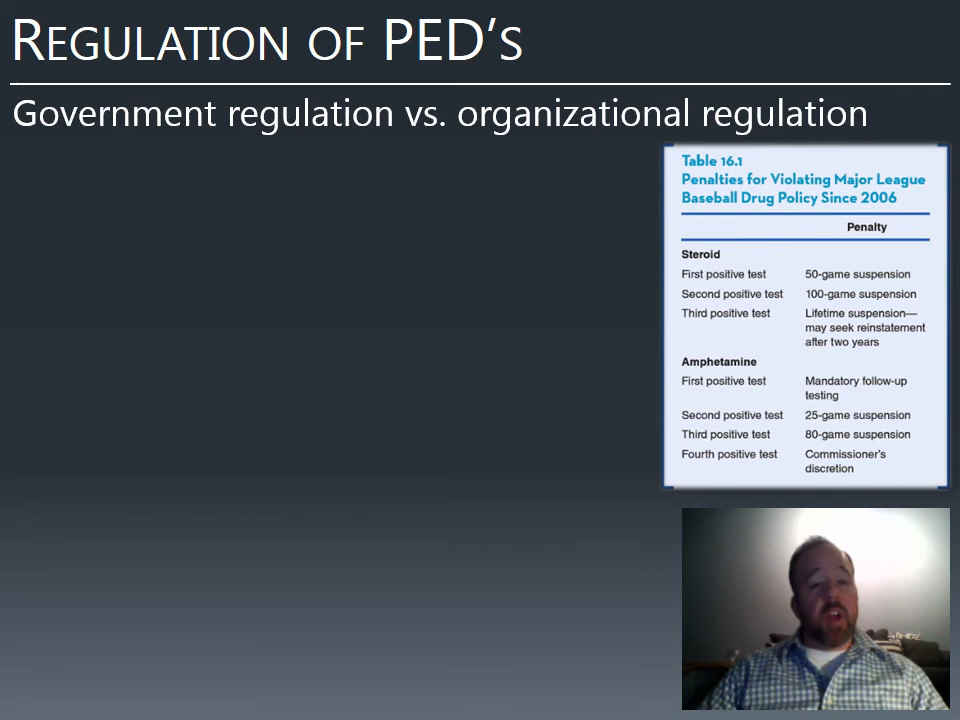 REGULATION OF PED'S
Government regulation vs. organizational regulation
Table 16.1
Penalties for Violating Major League
Baseball Drug Policy Since 2006
Penalty
Steroid
First positive test 50-game suspension
Second positive test 100-game suspension
Third positive test Lifetime suspension—
may seek reinstatement
after two years
Amphetamine
First positive test Mandatory follow-up
testing
Second positive test 25-game suspension
Third positive test 80-game suspension
Fourth positive test Commissioner's
discretion